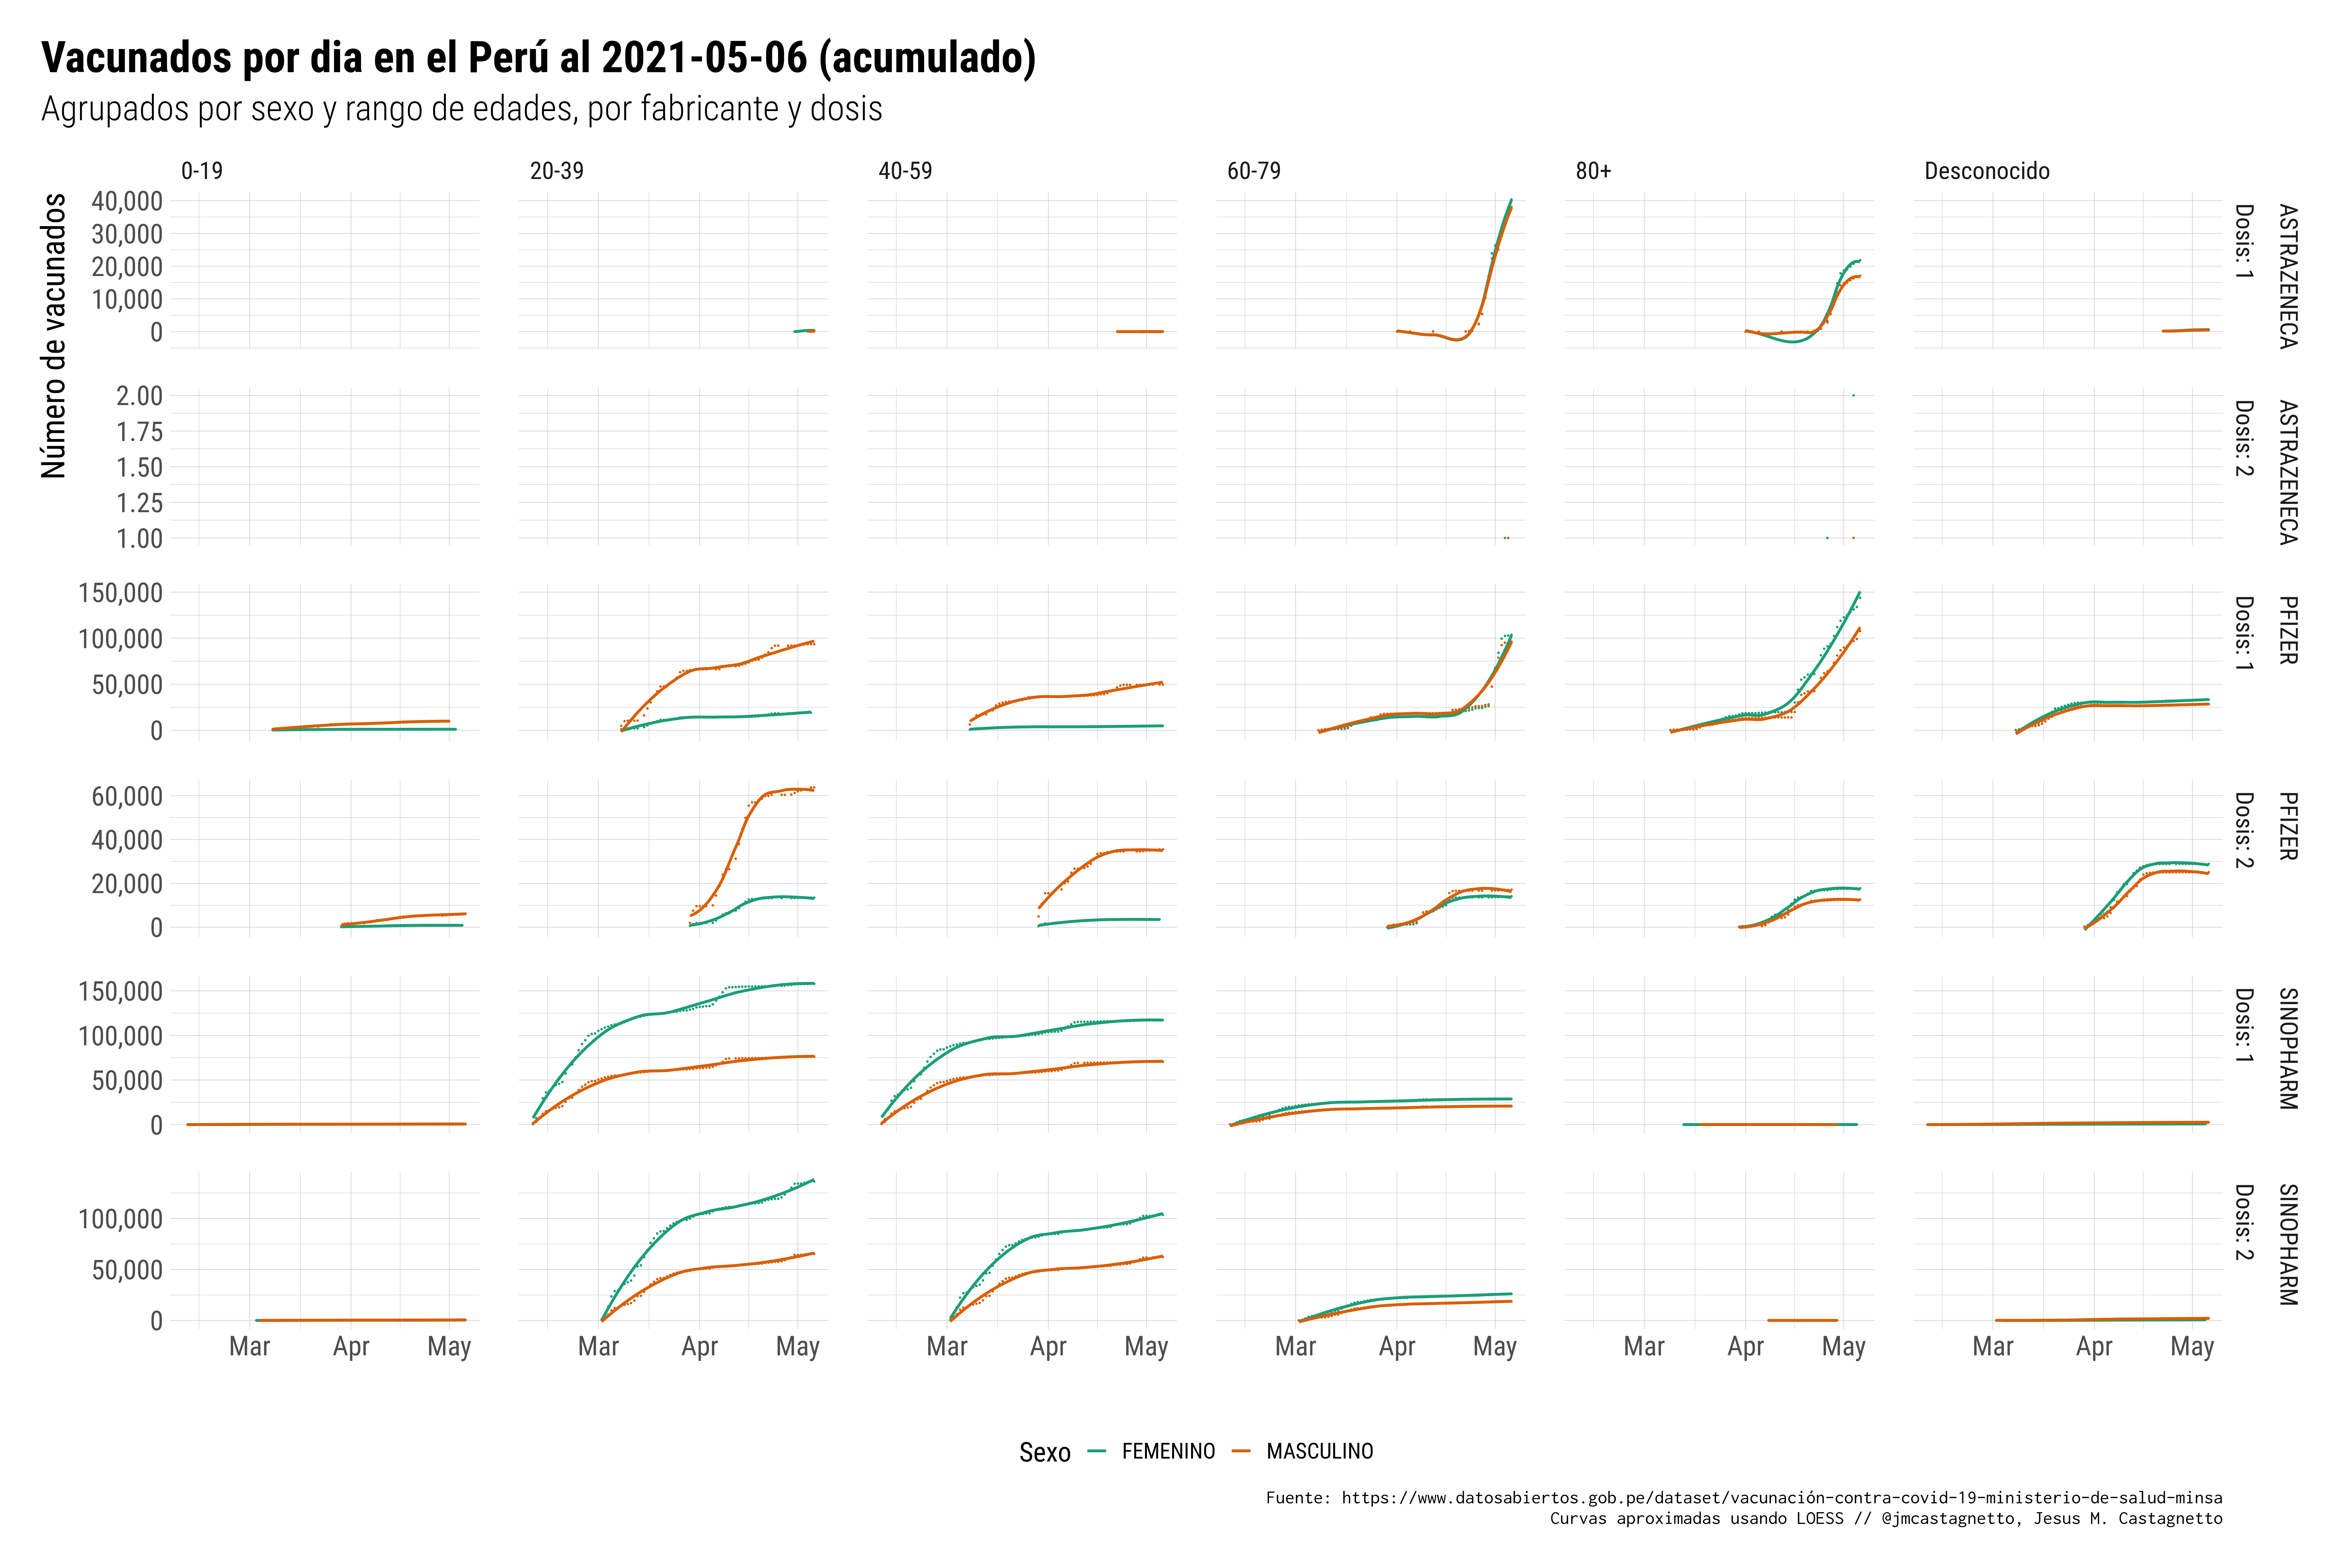 Vacunados por dia en el Perú al 2021-05-06 (acumulado)
Agrupados por sexo y rango de edades, por fabricante y dosis
0-19
20-39
40-59
60-79
80+
Desconocido
Número de vacunados
40,000
30,000
20,000
10,000
0
Dosis: 1
ASTRAZENECA
2.00
1.75
1.50
1.25
1.00
Dosis: 2
ASTRAZENECA
150,000
100,000
50,000
0
Dosis: 1
PFIZER
60,000
40,000
20,000
0
Dosis: 2
PFIZER
150,000
100,000
50,000
0
Dosis: 1
SINOPHARM
100,000
50,000
0
Dosis: 2
SINOPHARM
Mar Apr May
Mar Apr May
Mar Apr May
Mar Apr May
Mar Apr May
Mar Apr May
Sexo FEMENINO MASCULINO
Fuente: https://www.datosabiertos.gob.pe/dataset/vacunación-contra-covid-19-ministerio-de-salud-minsa
Curvas aproximadas usando LOESS // @jmcastagnetto, Jesus M. Castagnetto